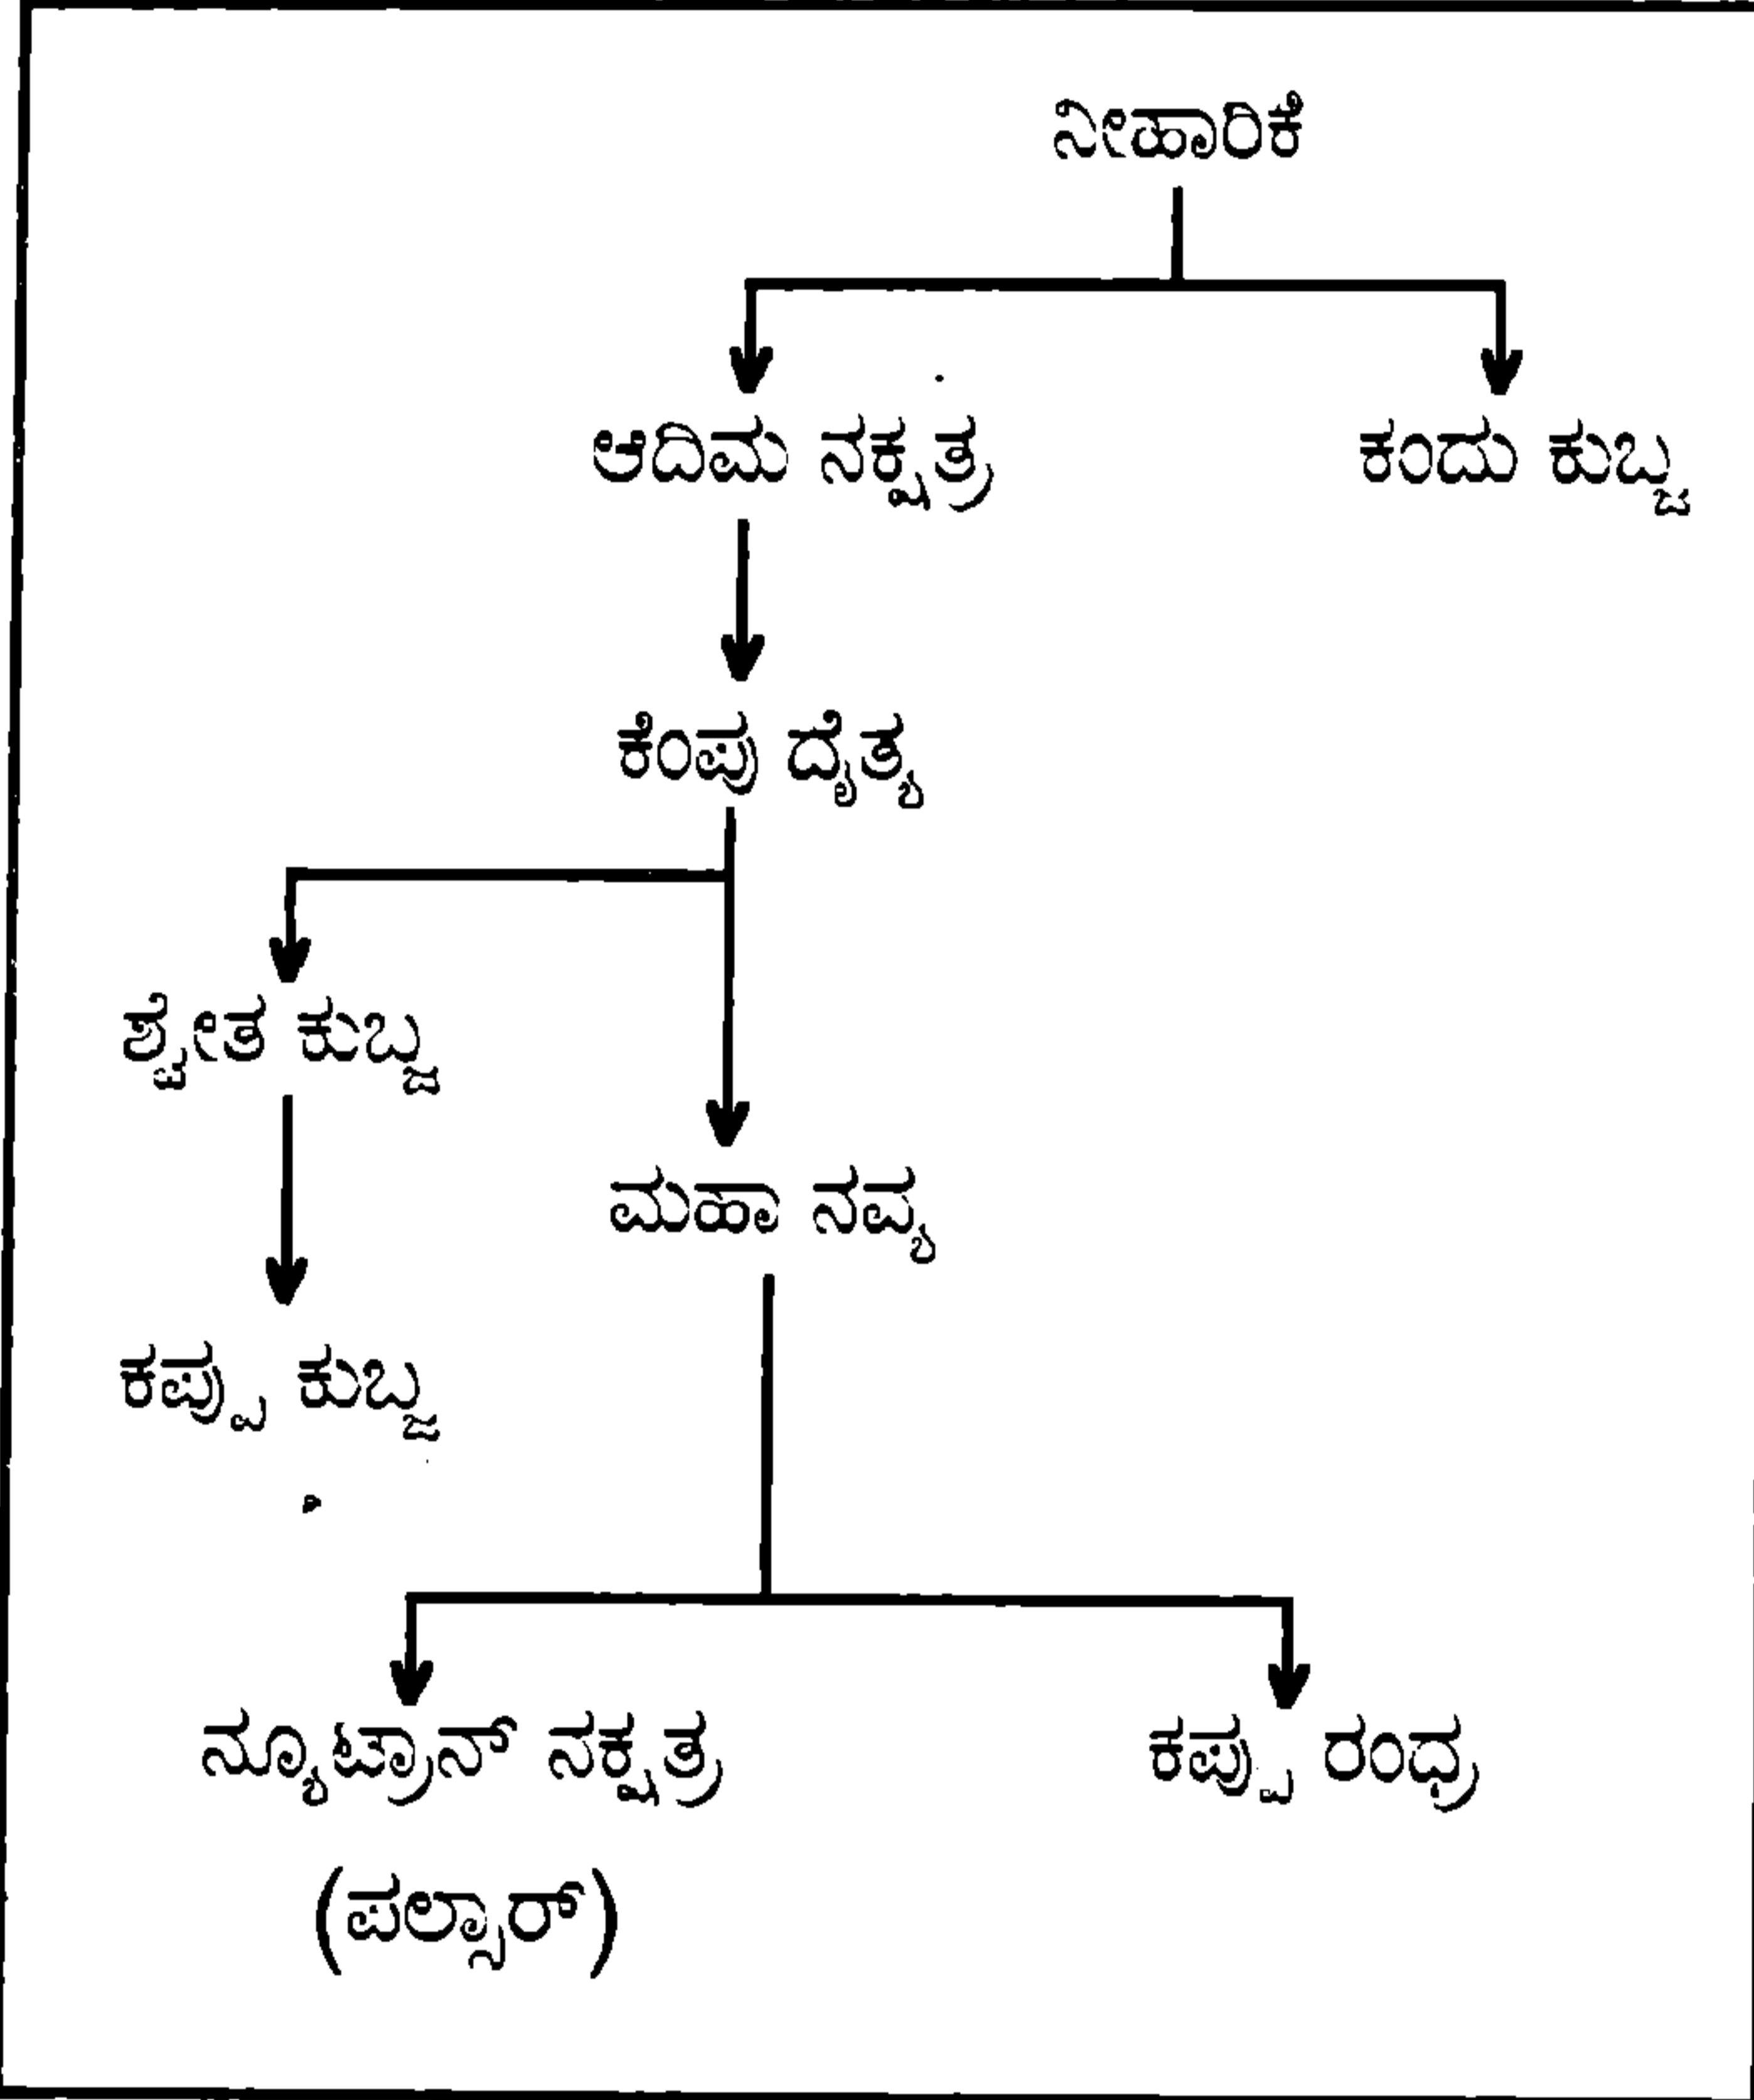 ನೀಹಾರಿಕೆ
ಆದಿಮ ನಕ್ಷತ್ರ
ಕಂದು ಕುಬ್ಜ
ಕೆಂಪು ದೈತ್ಯ
ಶ್ವೇತ ಕುಬ್ಜ
ಮಹಾ ನವ್ಯ
ಕಪ್ಪು ಕುಬ್ಜ
ನ್ಯೂಟ್ರಾನ್ ನಕ್ಷತ್ರ
ಕಪ್ಪು ರಂಧ್ರ
(ಪಲ್ಸಾರ್)